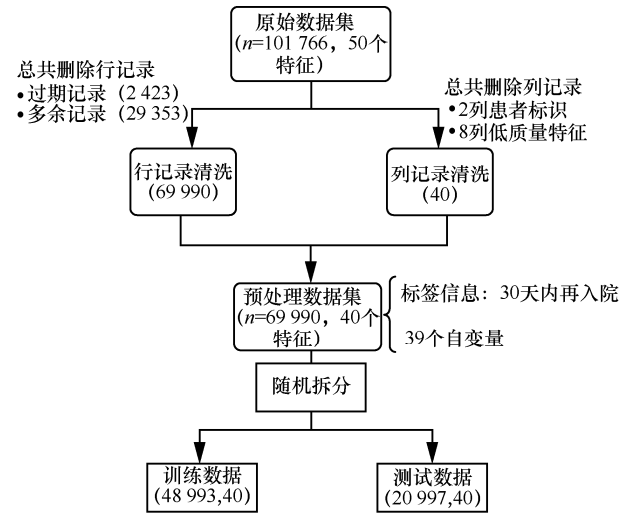 原始数据集
(n=101 766，50个
特征）
总共删除行记录
•过期记录（2 423）
•多余记录（29 353）
总共删除列记录
•2列患者标识
•8列低质量特征
行记录清洗
(69 990)
列记录清洗
(40)
预处理数据集
(n=69 990，40个
特征）
标签信息：30天内再入院
39个自变量
随机拆分
训练数据
(48 993,40)
测试数据
(20 997,40)